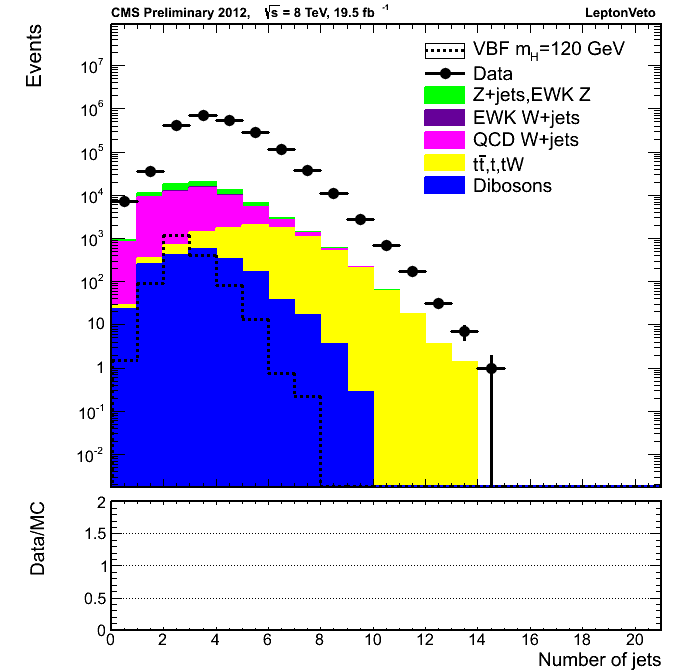 CMS Preliminary 2012, √s = 8 TeV, 19.5 fb⁻¹ LeptonVeto
Events
10⁷
10⁶
10⁵
10⁴
10³
10²
10
1
10⁻¹
10⁻²
VBF m_H=120 GeV
Data
Z+jets,EWK Z
EWK W+jets
QCD W+jets
tt̄,t,tW
Dibosons
Data/MC
2
1.5
1
0.5
0
0 2 4 6 8 10 12 14 16 18 20
Number of jets